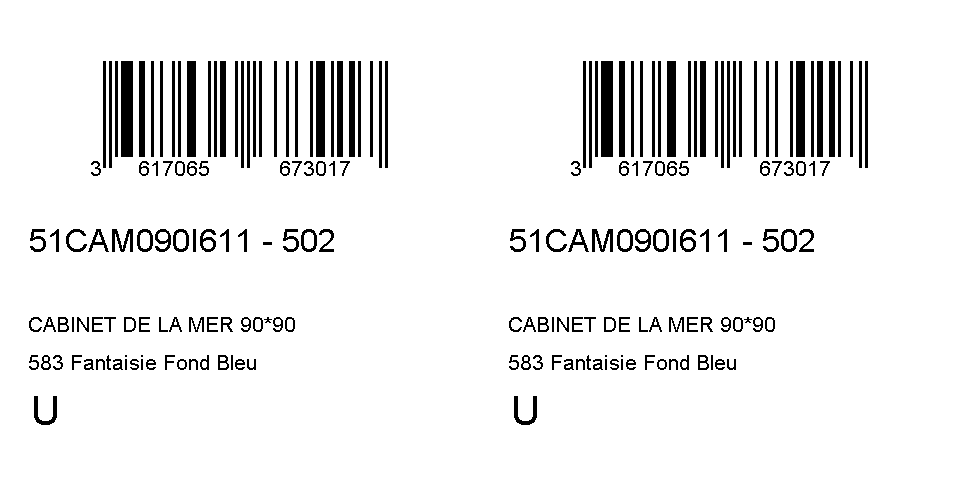 3 617065 673017
51CAM090I611 - 502
CABINET DE LA MER 90*90
583 Fantaisie Fond Bleu
U
3 617065 673017
51CAM090I611 - 502
CABINET DE LA MER 90*90
583 Fantaisie Fond Bleu
U